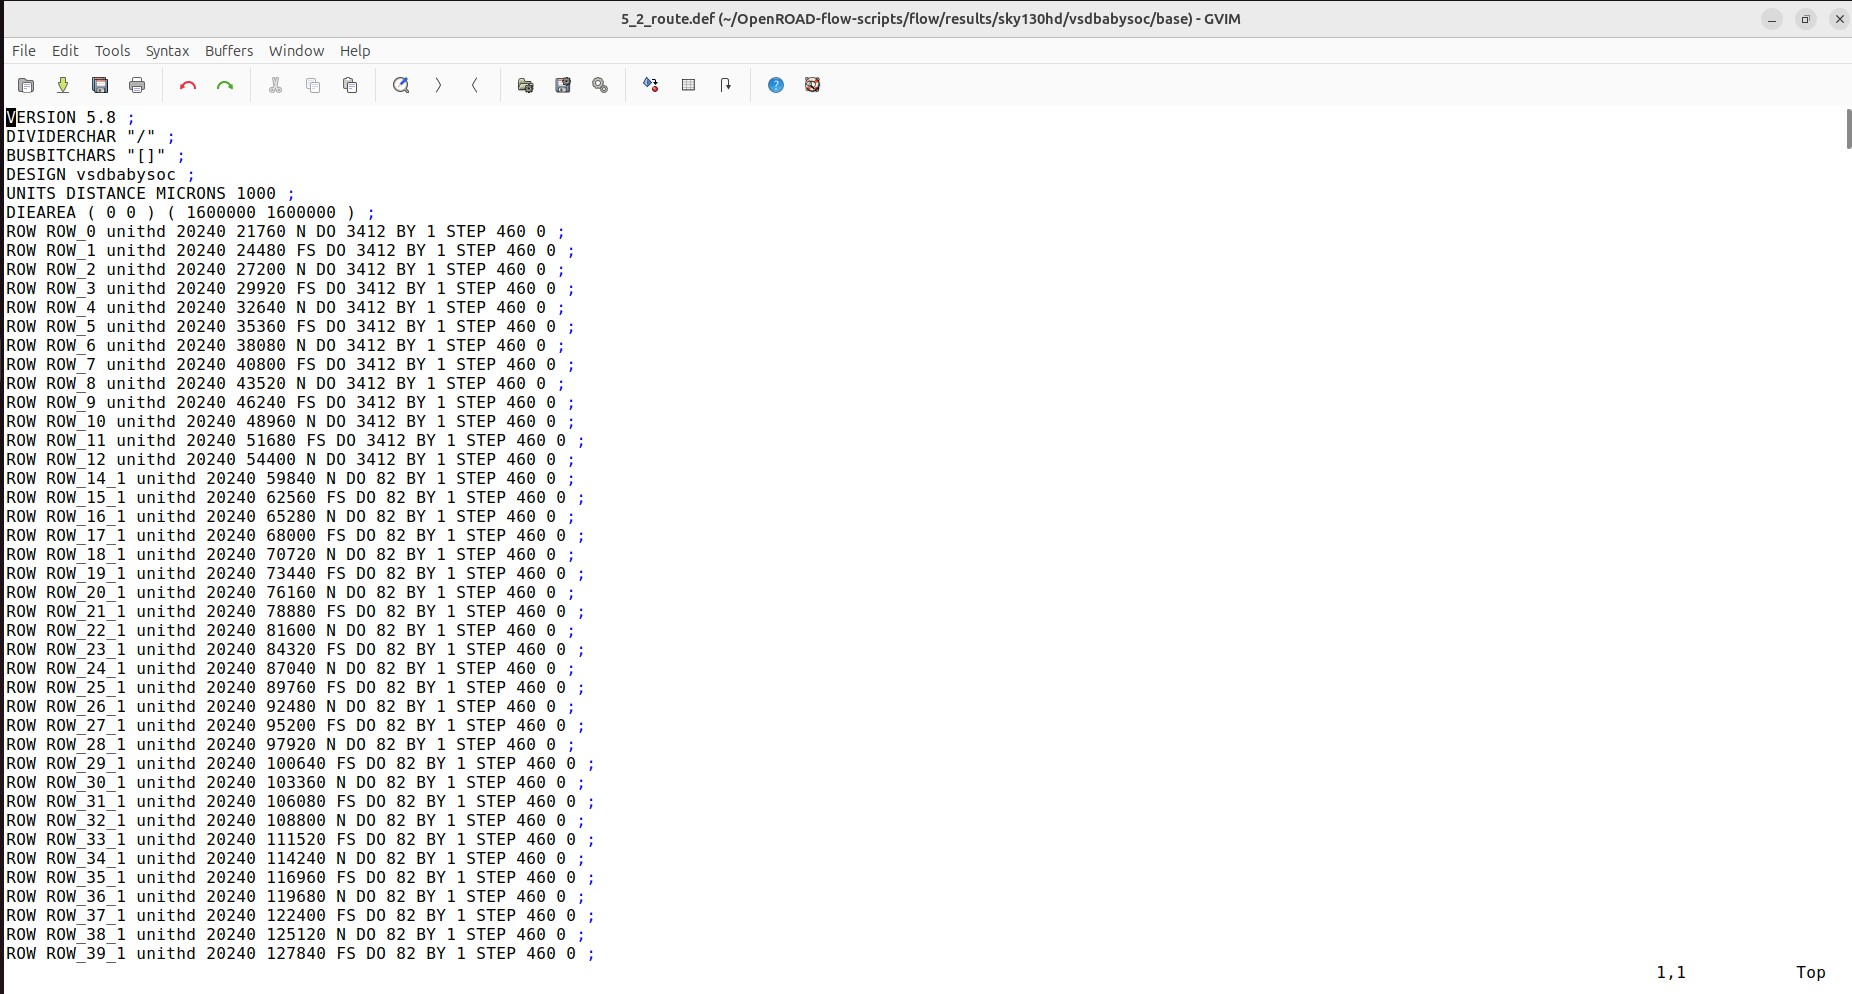 5_2_route.def (~/OpenROAD-flow-scripts/flow/results/sky130hd/vsdbabysoc/base) - GVIM
File Edit Tools Syntax Buffers Window Help
VERSION 5.8 ;
DIVIDERCHAR "/" ;
BUSBITCHARS "[]" ;
DESIGN vsdbabysoc ;
UNITS DISTANCE MICRONS 1000 ;
DIEAREA ( 0 0 ) ( 1600000 1600000 ) ;
ROW ROW_0 unithd 20240 21760 N DO 3412 BY 1 STEP 460 0 ;
ROW ROW_1 unithd 20240 24480 FS DO 3412 BY 1 STEP 460 0 ;
ROW ROW_2 unithd 20240 27200 N DO 3412 BY 1 STEP 460 0 ;
ROW ROW_3 unithd 20240 29920 FS DO 3412 BY 1 STEP 460 0 ;
ROW ROW_4 unithd 20240 32640 N DO 3412 BY 1 STEP 460 0 ;
ROW ROW_5 unithd 20240 35360 FS DO 3412 BY 1 STEP 460 0 ;
ROW ROW_6 unithd 20240 38080 N DO 3412 BY 1 STEP 460 0 ;
ROW ROW_7 unithd 20240 40800 FS DO 3412 BY 1 STEP 460 0 ;
ROW ROW_8 unithd 20240 43520 N DO 3412 BY 1 STEP 460 0 ;
ROW ROW_9 unithd 20240 46240 FS DO 3412 BY 1 STEP 460 0 ;
ROW ROW_10 unithd 20240 48960 N DO 3412 BY 1 STEP 460 0 ;
ROW ROW_11 unithd 20240 51680 FS DO 3412 BY 1 STEP 460 0 ;
ROW ROW_12 unithd 20240 54400 N DO 3412 BY 1 STEP 460 0 ;
ROW ROW_14_1 unithd 20240 59840 N DO 82 BY 1 STEP 460 0 ;
ROW ROW_15_1 unithd 20240 62560 FS DO 82 BY 1 STEP 460 0 ;
ROW ROW_16_1 unithd 20240 65280 N DO 82 BY 1 STEP 460 0 ;
ROW ROW_17_1 unithd 20240 68000 FS DO 82 BY 1 STEP 460 0 ;
ROW ROW_18_1 unithd 20240 70720 N DO 82 BY 1 STEP 460 0 ;
ROW ROW_19_1 unithd 20240 73440 FS DO 82 BY 1 STEP 460 0 ;
ROW ROW_20_1 unithd 20240 76160 N DO 82 BY 1 STEP 460 0 ;
ROW ROW_21_1 unithd 20240 78880 FS DO 82 BY 1 STEP 460 0 ;
ROW ROW_22_1 unithd 20240 81600 N DO 82 BY 1 STEP 460 0 ;
ROW ROW_23_1 unithd 20240 84320 FS DO 82 BY 1 STEP 460 0 ;
ROW ROW_24_1 unithd 20240 87040 N DO 82 BY 1 STEP 460 0 ;
ROW ROW_25_1 unithd 20240 89760 FS DO 82 BY 1 STEP 460 0 ;
ROW ROW_26_1 unithd 20240 92480 N DO 82 BY 1 STEP 460 0 ;
ROW ROW_27_1 unithd 20240 95200 FS DO 82 BY 1 STEP 460 0 ;
ROW ROW_28_1 unithd 20240 97920 N DO 82 BY 1 STEP 460 0 ;
ROW ROW_29_1 unithd 20240 100640 FS DO 82 BY 1 STEP 460 0 ;
ROW ROW_30_1 unithd 20240 103360 N DO 82 BY 1 STEP 460 0 ;
ROW ROW_31_1 unithd 20240 106080 FS DO 82 BY 1 STEP 460 0 ;
ROW ROW_32_1 unithd 20240 108800 N DO 82 BY 1 STEP 460 0 ;
ROW ROW_33_1 unithd 20240 111520 FS DO 82 BY 1 STEP 460 0 ;
ROW ROW_34_1 unithd 20240 114240 N DO 82 BY 1 STEP 460 0 ;
ROW ROW_35_1 unithd 20240 116960 FS DO 82 BY 1 STEP 460 0 ;
ROW ROW_36_1 unithd 20240 119680 N DO 82 BY 1 STEP 460 0 ;
ROW ROW_37_1 unithd 20240 122400 FS DO 82 BY 1 STEP 460 0 ;
ROW ROW_38_1 unithd 20240 125120 N DO 82 BY 1 STEP 460 0 ;
ROW ROW_39_1 unithd 20240 127840 FS DO 82 BY 1 STEP 460 0 ;
1,1 Top